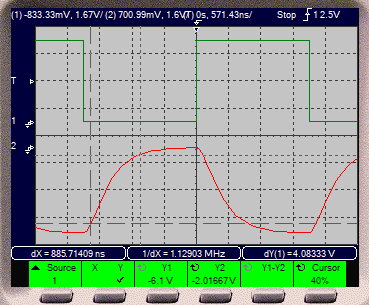 (1) -833.33mV, 1.67V/ (2) 700.99mV, 1.6V (T) 0s, 571.43ns/ Stop 1 2.5V
T
1
2
dX = 885.71409 ns 1/dX = 1.12903 MHz dY(1) = 4.08333 V
Source X Y Y1 Y2 Y1-Y2 Cursor
1 ✓ -6.1 V -2.01667V 40%